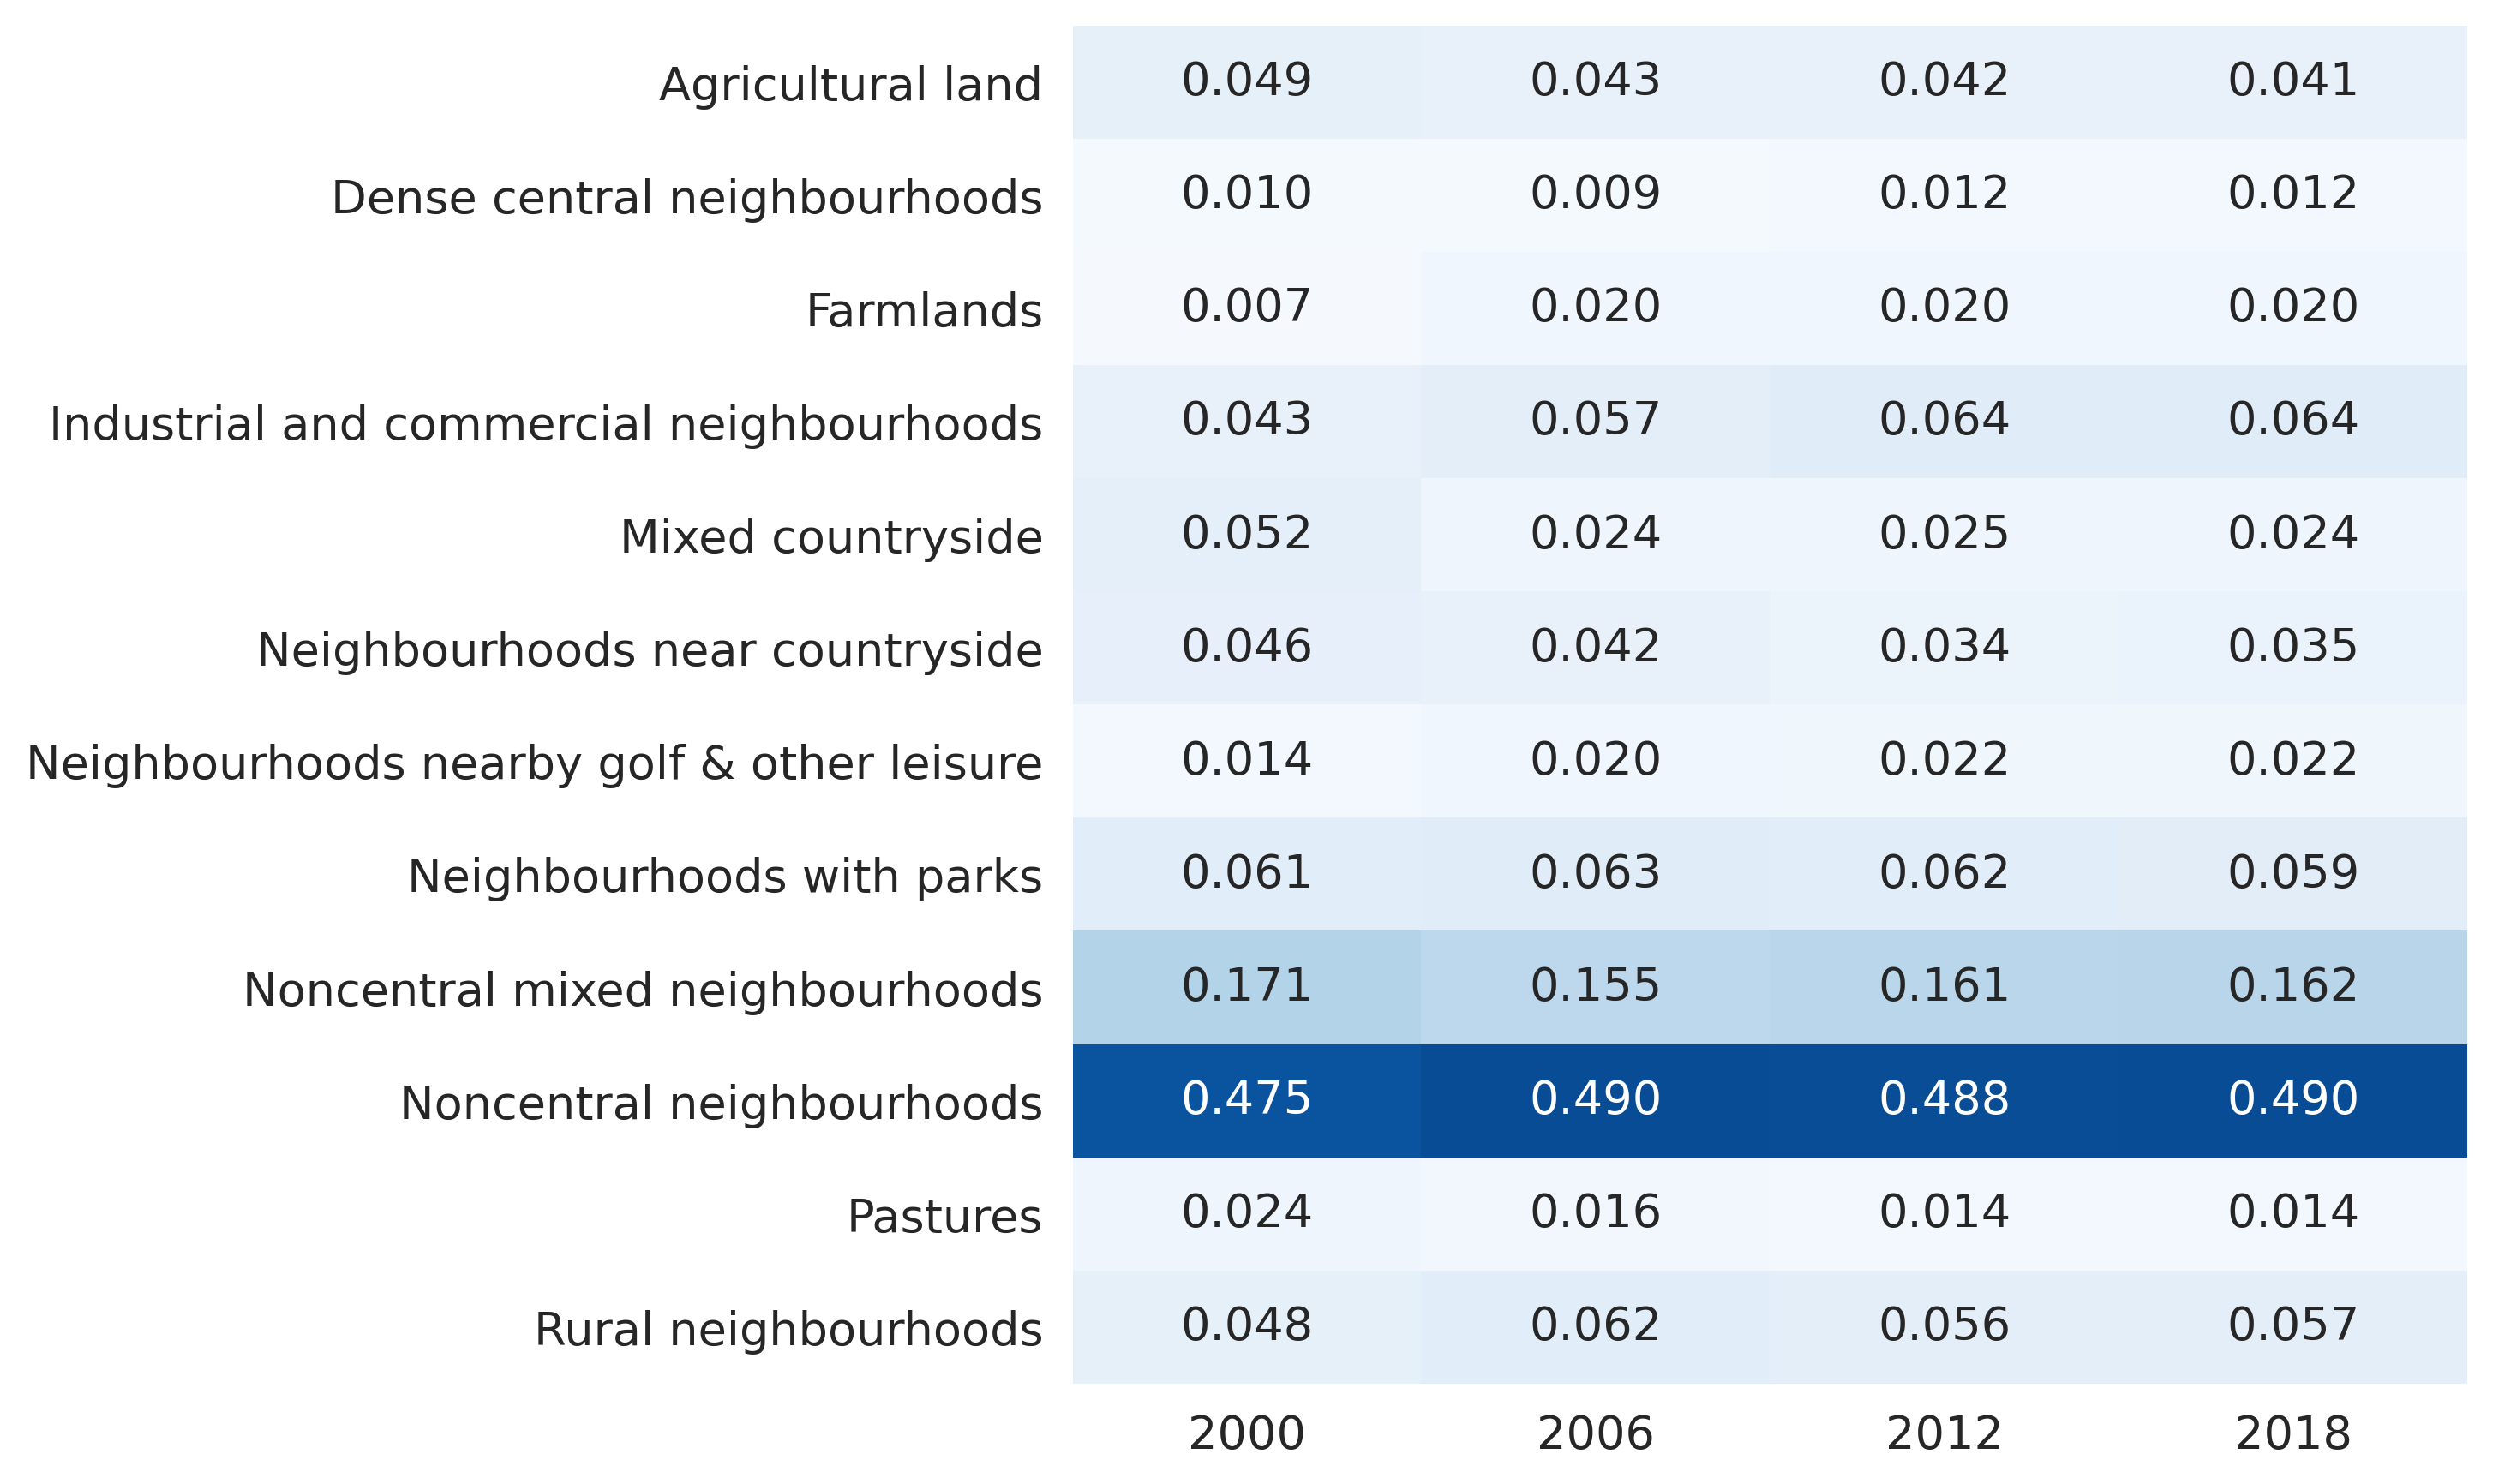 Agricultural land 0.049 0.043 0.042 0.041
Dense central neighbourhoods 0.010 0.009 0.012 0.012
Farmlands 0.007 0.020 0.020 0.020
Industrial and commercial neighbourhoods 0.043 0.057 0.064 0.064
Mixed countryside 0.052 0.024 0.025 0.024
Neighbourhoods near countryside 0.046 0.042 0.034 0.035
Neighbourhoods nearby golf & other leisure 0.014 0.020 0.022 0.022
Neighbourhoods with parks 0.061 0.063 0.062 0.059
Noncentral mixed neighbourhoods 0.171 0.155 0.161 0.162
Noncentral neighbourhoods 0.475 0.490 0.488 0.490
Pastures 0.024 0.016 0.014 0.014
Rural neighbourhoods 0.048 0.062 0.056 0.057
2000 2006 2012 2018